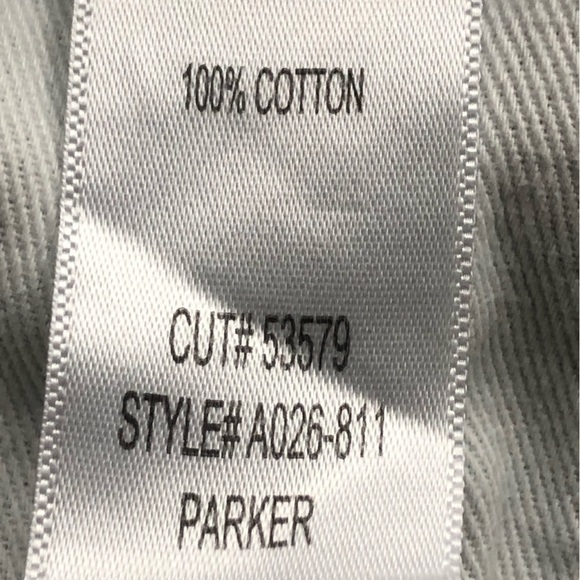 100% COTTON
CUT# 53579
STYLE# A026-811
PARKER